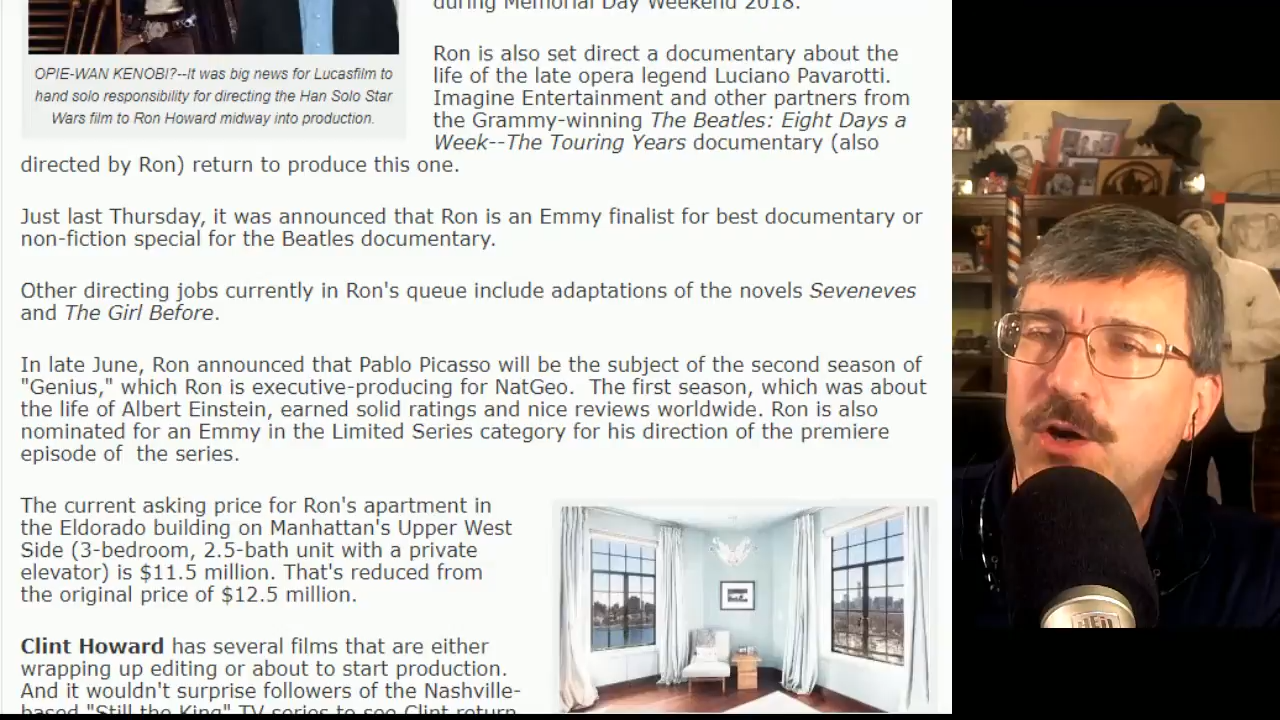 during Memorial Day Weekend 2018.
OPIE-WAN KENOBI?--It was big news for Lucasfilm to
hand solo responsibility for directing the Han Solo Star
Wars film to Ron Howard midway into production.
Ron is also set direct a documentary about the
life of the late opera legend Luciano Pavarotti.
Imagine Entertainment and other partners from
the Grammy-winning The Beatles: Eight Days a
Week--The Touring Years documentary (also
directed by Ron) return to produce this one.
Just last Thursday, it was announced that Ron is an Emmy finalist for best documentary or
non-fiction special for the Beatles documentary.
Other directing jobs currently in Ron's queue include adaptations of the novels Seveneves
and The Girl Before.
In late June, Ron announced that Pablo Picasso will be the subject of the second season of
"Genius," which Ron is executive-producing for NatGeo.  The first season, which was about
the life of Albert Einstein, earned solid ratings and nice reviews worldwide. Ron is also
nominated for an Emmy in the Limited Series category for his direction of the premiere
episode of  the series.
The current asking price for Ron's apartment in
the Eldorado building on Manhattan's Upper West
Side (3-bedroom, 2.5-bath unit with a private
elevator) is $11.5 million. That's reduced from
the original price of $12.5 million.
Clint Howard has several films that are either
wrapping up editing or about to start production.
And it wouldn't surprise followers of the Nashville-
based "Still the King" TV series to see Clint return
HEIL